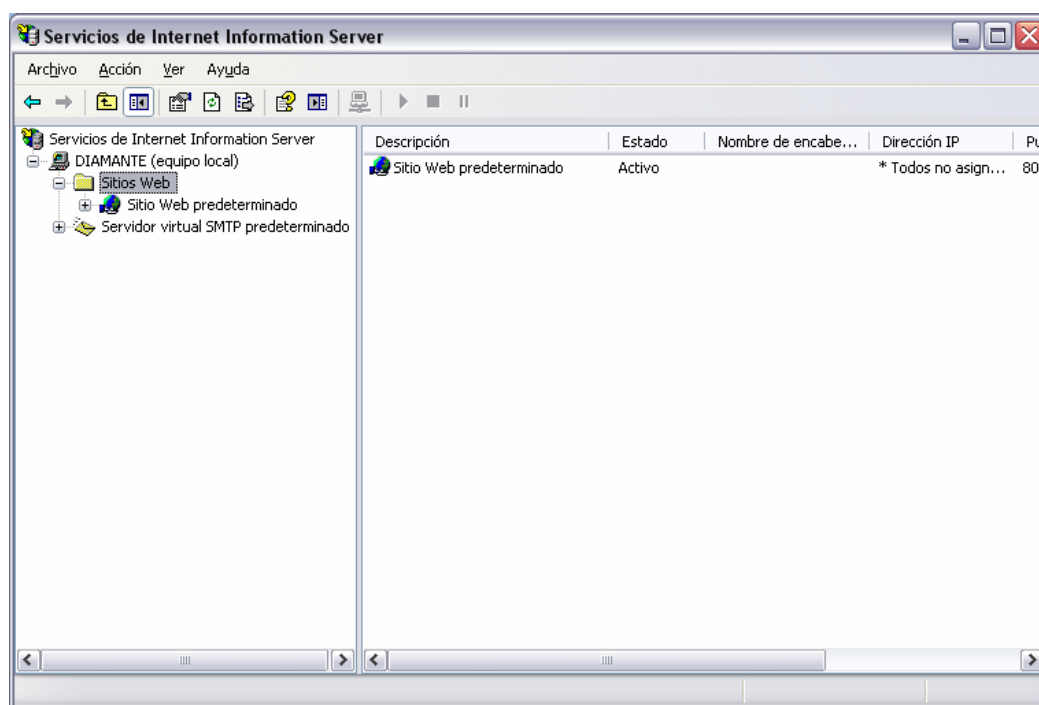 Servicios de Internet Information Server
Archivo Acción Ver Ayuda
Servicios de Internet Information Server
DIAMANTE (equipo local)
Sitios Web
Sitio Web predeterminado
Servidor virtual SMTP predeterminado
Descripción Estado Nombre de encabe... Dirección IP Pu
Sitio Web predeterminado Activo * Todos no asign... 80